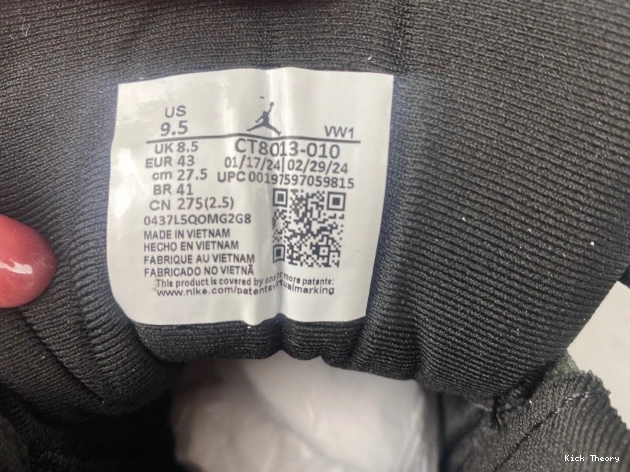 US
9.5
VW1
UK 8.5 CT8013-010
EUR 43 01/17/24 02/29/24
cm 27.5 UPC 00197597059815
BR 41
CN 275(2.5)
0437L5QOMG2G8
MADE IN VIETNAM
HECHO EN VIETNAM
FABRIQUE AU VIETNAM
FABRICADO NO VIETNÃ
This product is covered by one or more patents:
www.nike.com/patentsvirtualmarking
Kick Theory